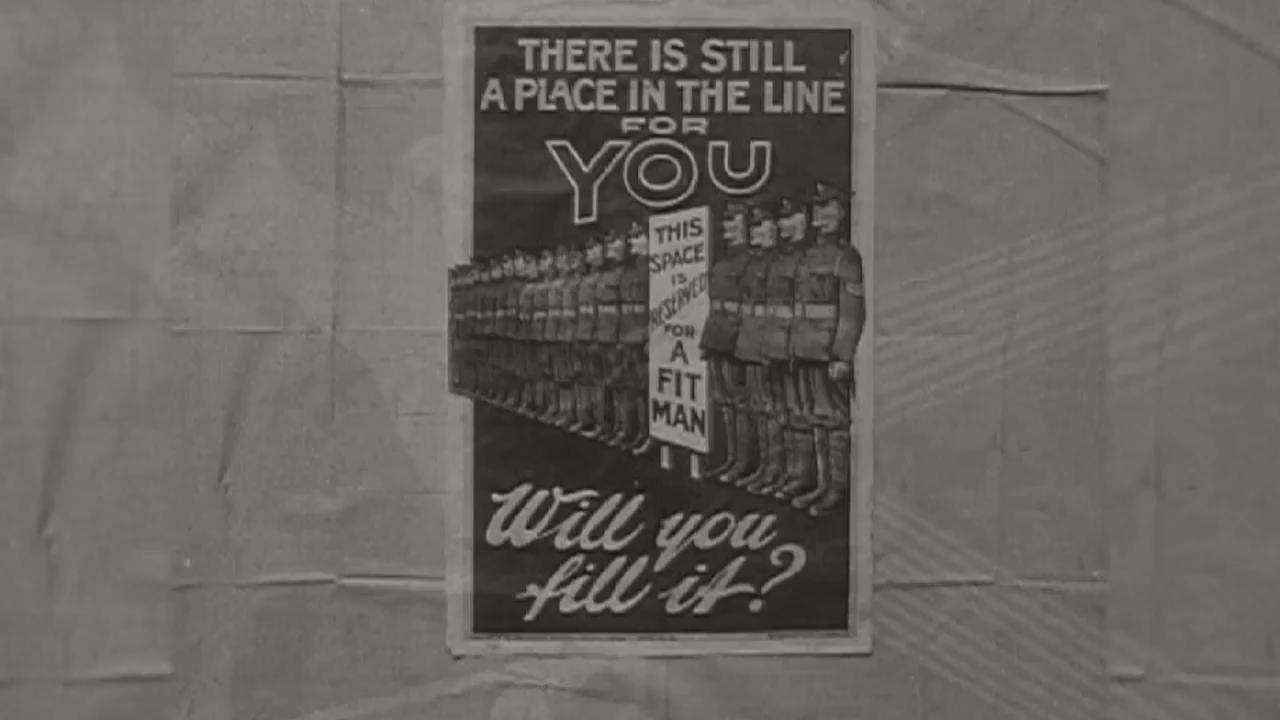 THERE IS STILL
A PLACE IN THE LINE
FOR
YOU
THIS
SPACE
IS
RESERVED
FOR
A
FIT
MAN
Will you
fill it?